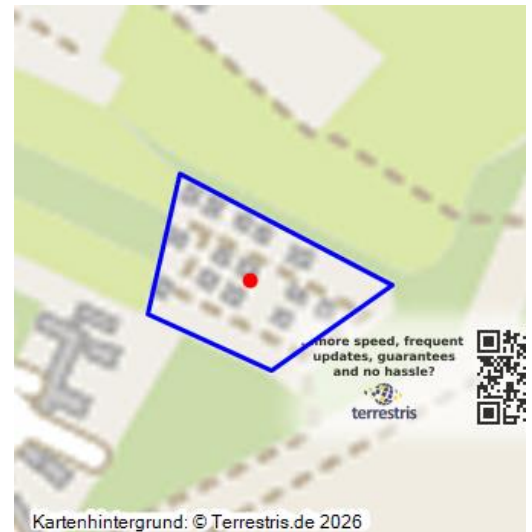 more speed, frequent
updates, guarantees
and no hassle?
terrestris
Kartenhintergrund: © Terrestris.de 2026